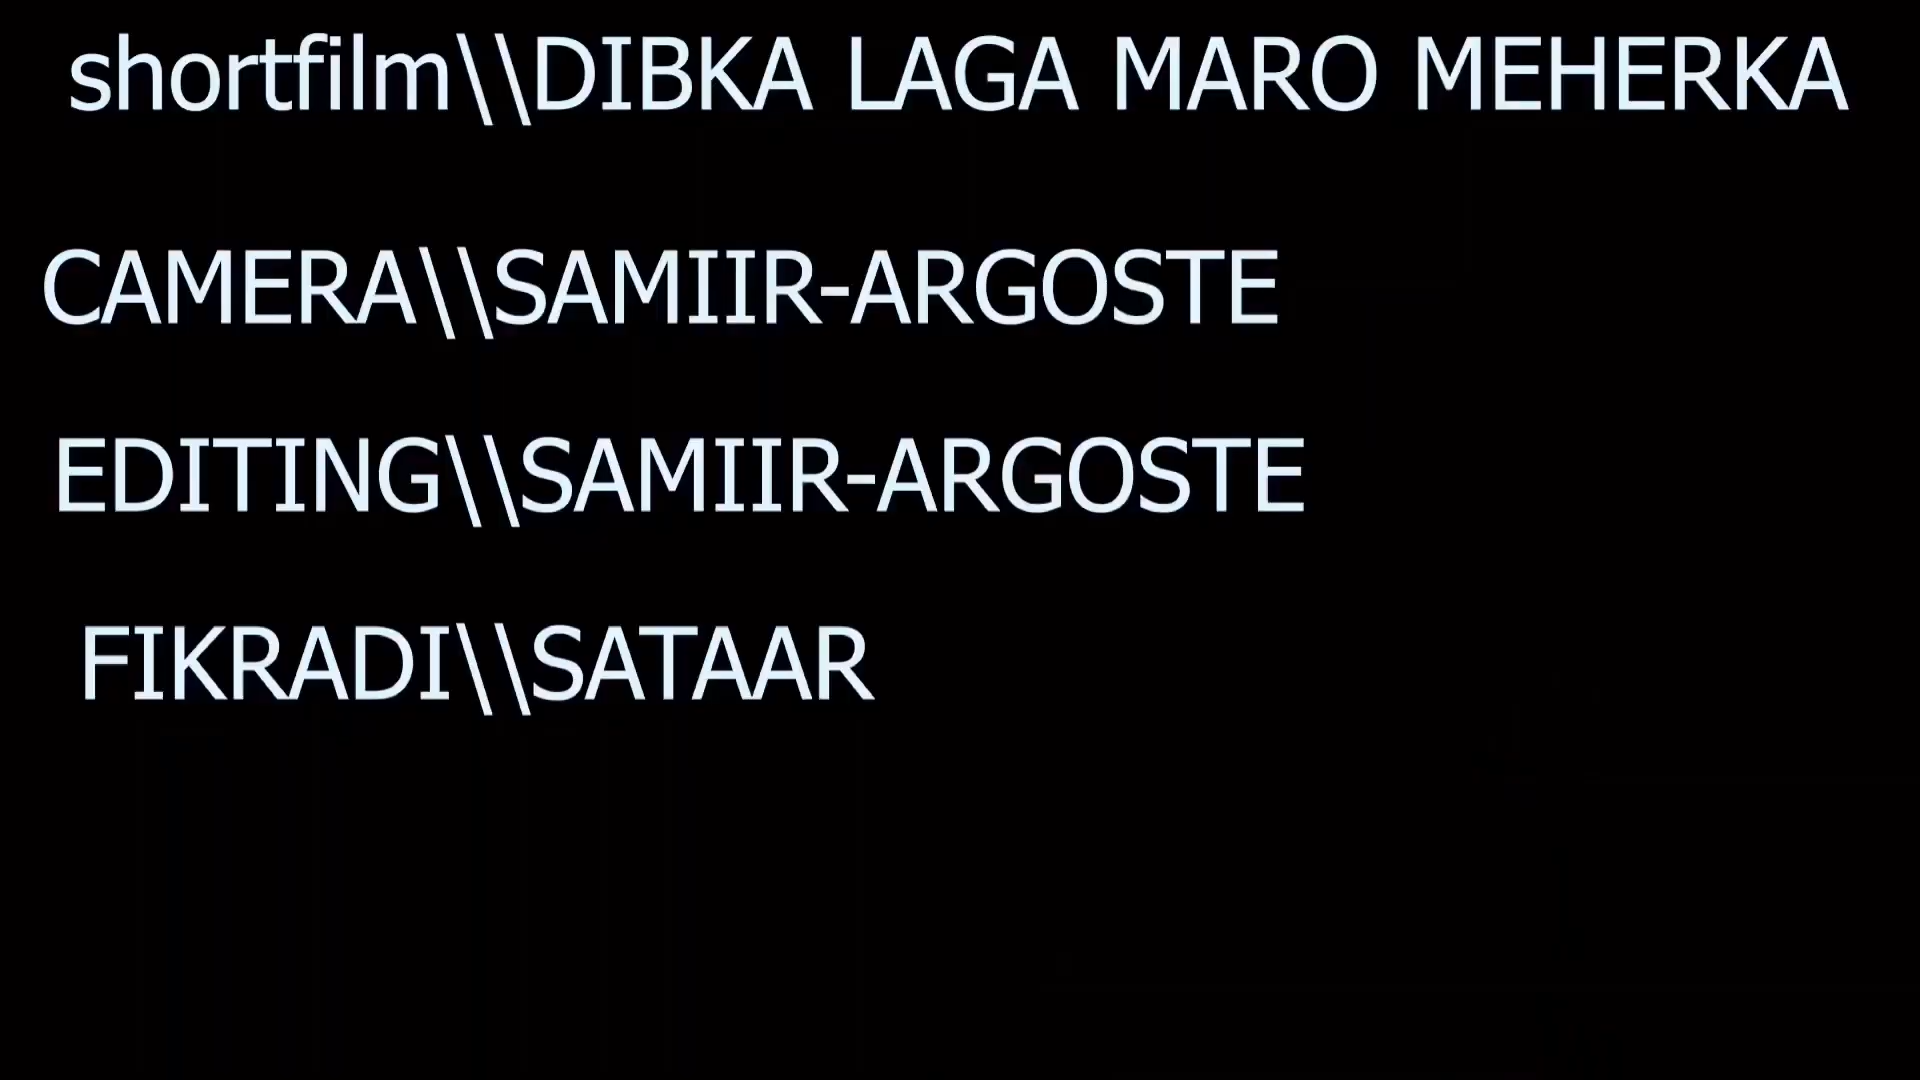 shortfilm\\DIBKA LAGA MARO MEHERKA
CAMERA\\SAMIIR-ARGOSTE
EDITING\\SAMIIR-ARGOSTE
FIKRADI\\SATAAR